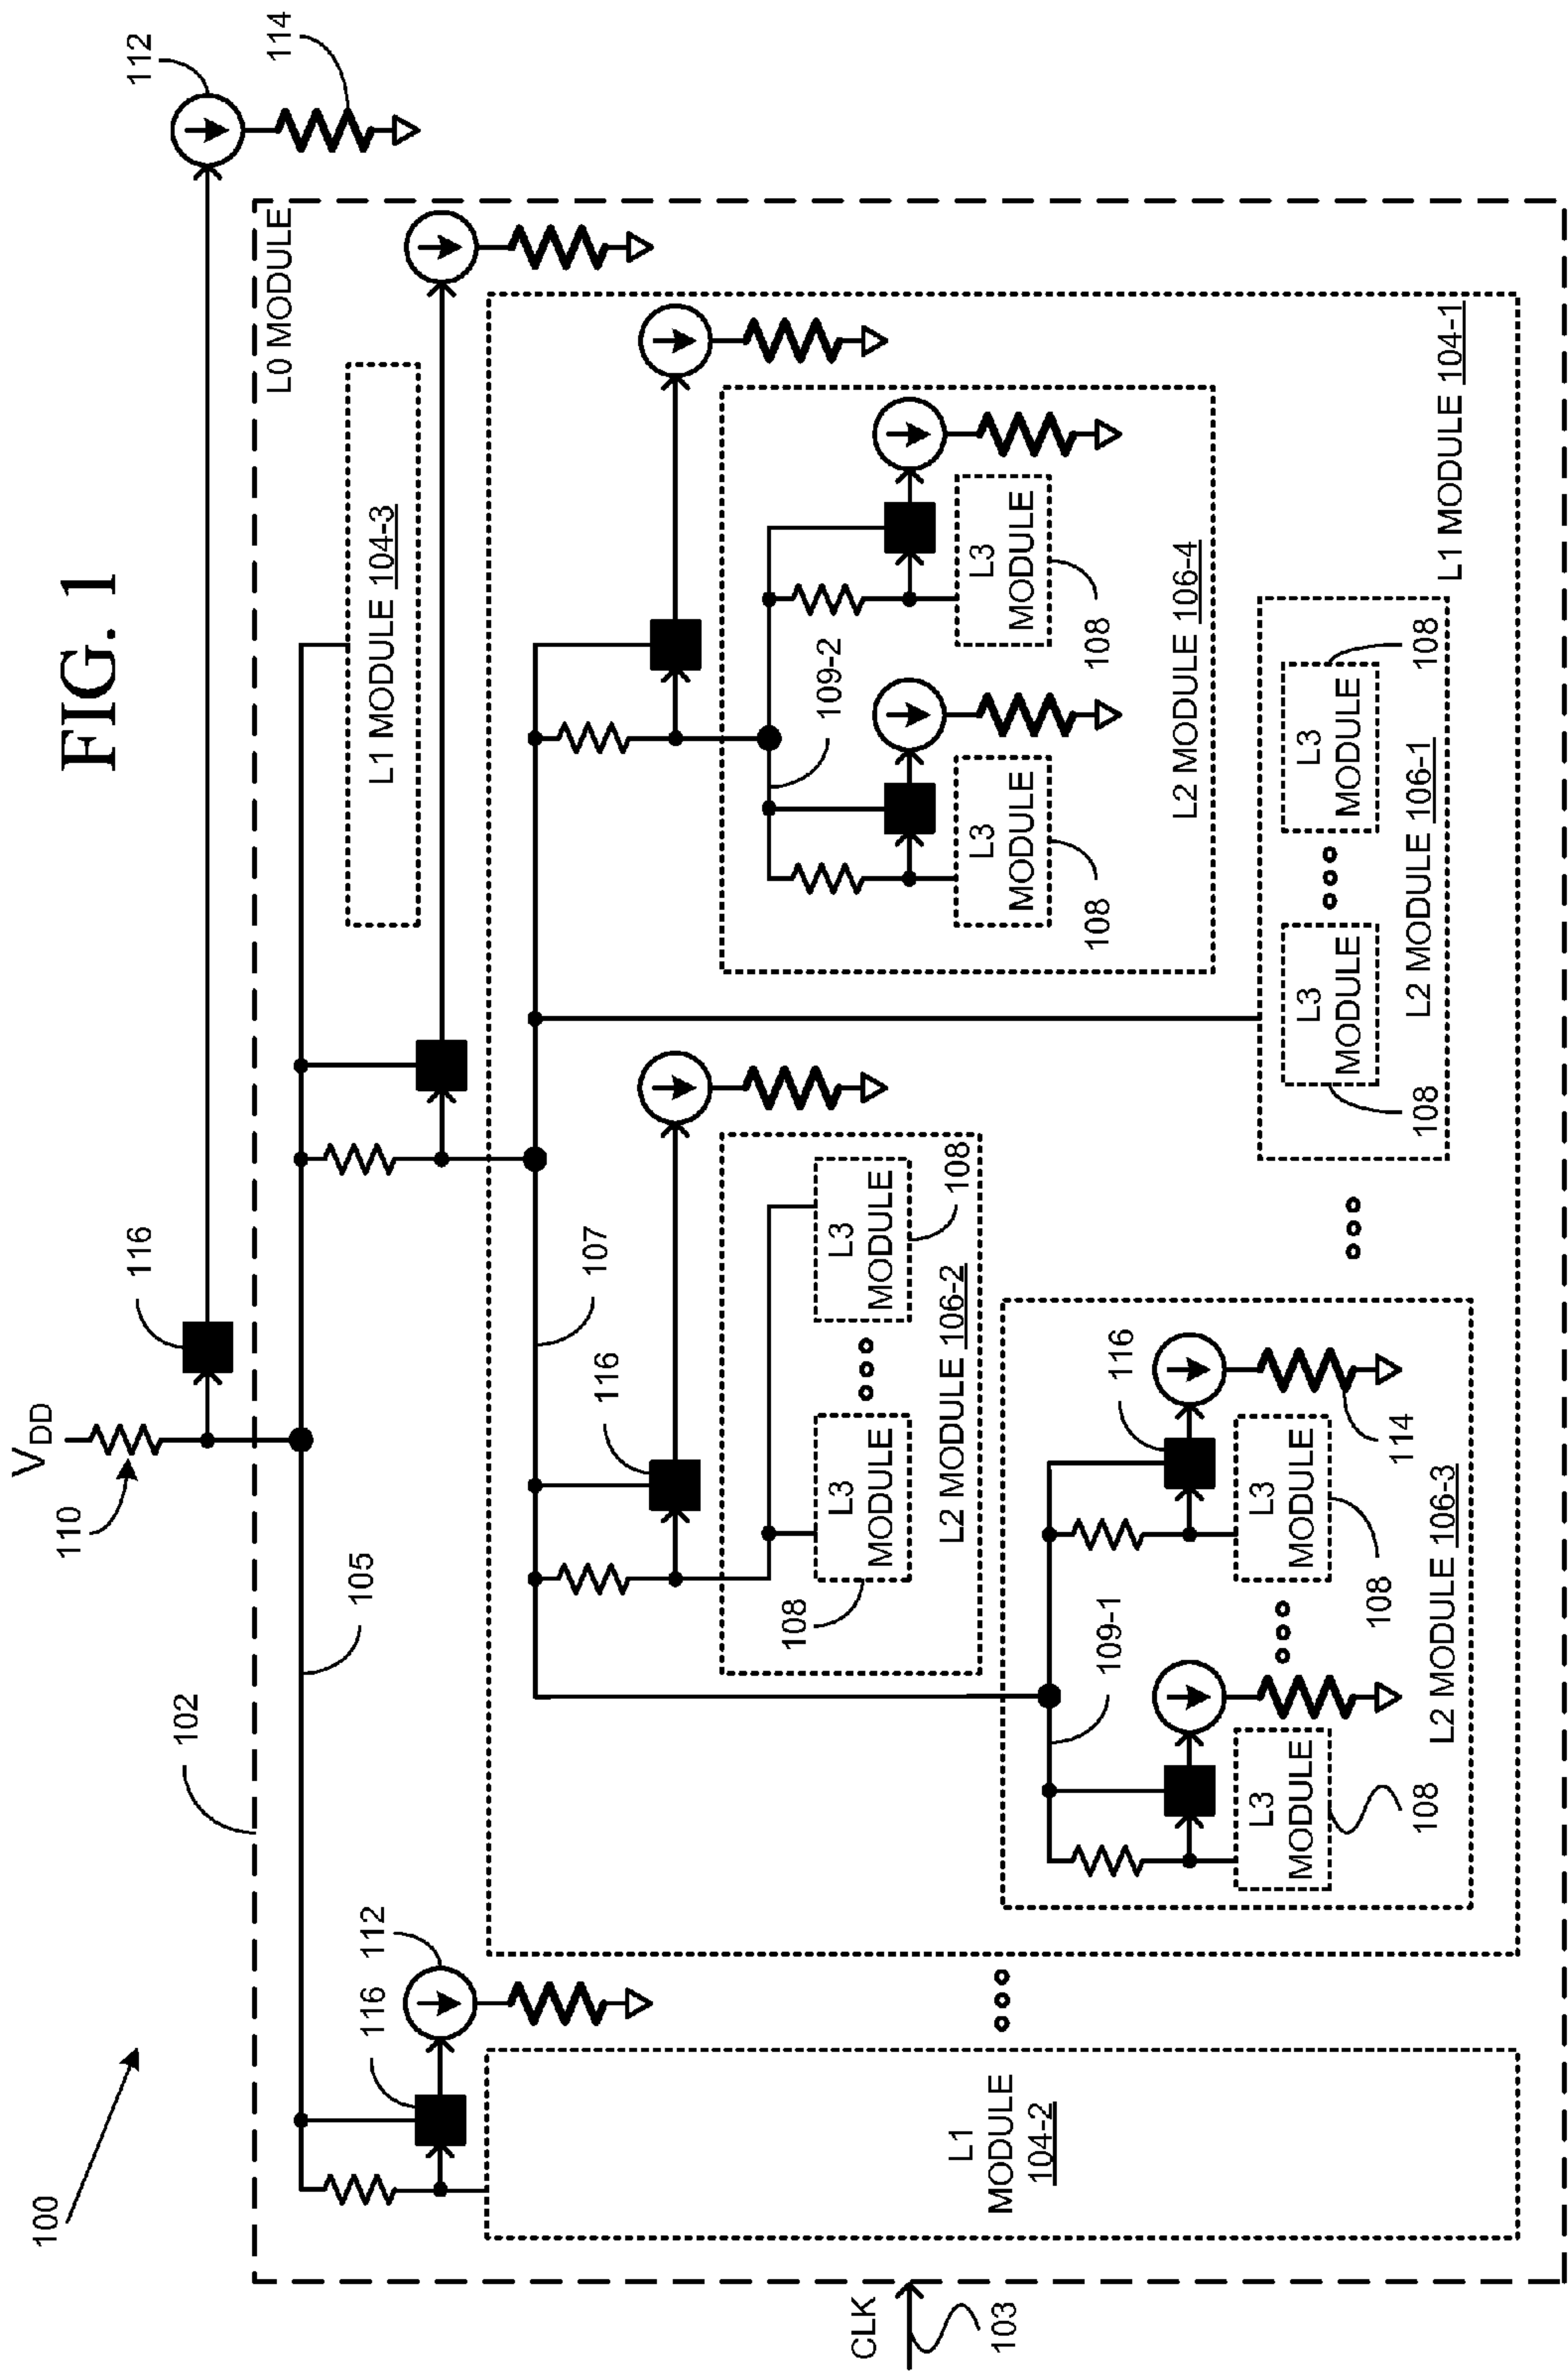 FIG. 1
100
V_DD
110
116
112
114
102
105
L0 MODULE
L1 MODULE 104-3
116
112
107
116
109-2
L3
MODULE
108
L3
MODULE
108
L2 MODULE 106-4
L3
MODULE
108
L3
MODULE
108
L2 MODULE 106-2
109-1
116
114
L3
MODULE
108
L3
MODULE
108
L2 MODULE 106-3
L3
MODULE
108
L3
MODULE
108
L2 MODULE 106-1
L1 MODULE 104-1
L1
MODULE
104-2
CLK
103